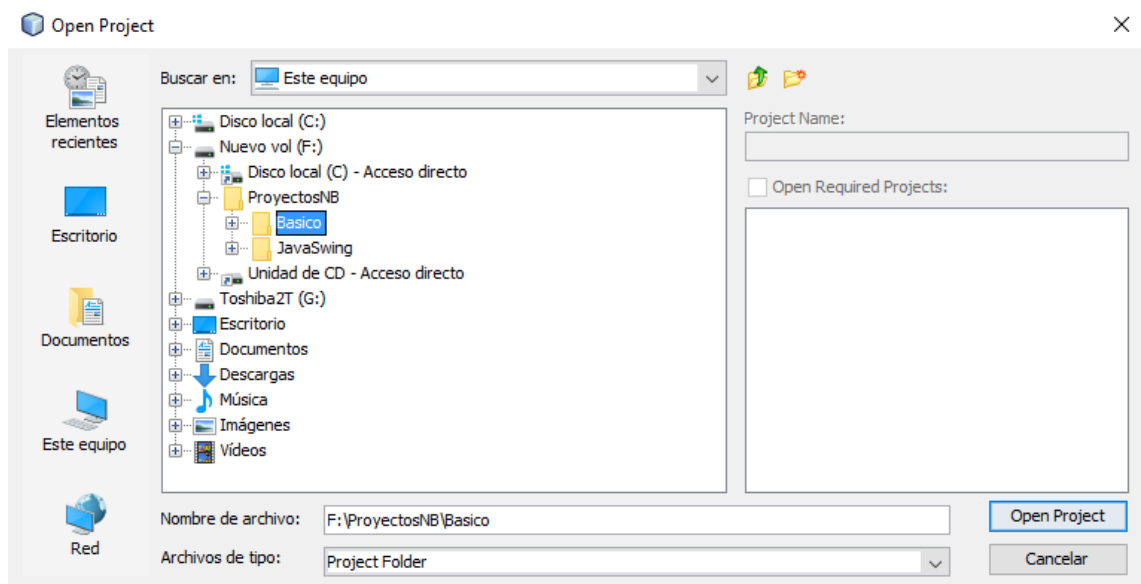 Open Project
Buscar en: Este equipo
Elementos recientes
Escritorio
Documentos
Este equipo
Red
Disco local (C:)
Nuevo vol (F:)
Disco local (C) - Acceso directo
ProyectosNB
Basico
JavaSwing
Unidad de CD - Acceso directo
Toshiba2T (G:)
Escritorio
Documentos
Descargas
Música
Imágenes
Vídeos
Project Name:
Open Required Projects:
Nombre de archivo: F:\ProyectosNB\Basico
Open Project
Archivos de tipo: Project Folder
Cancelar